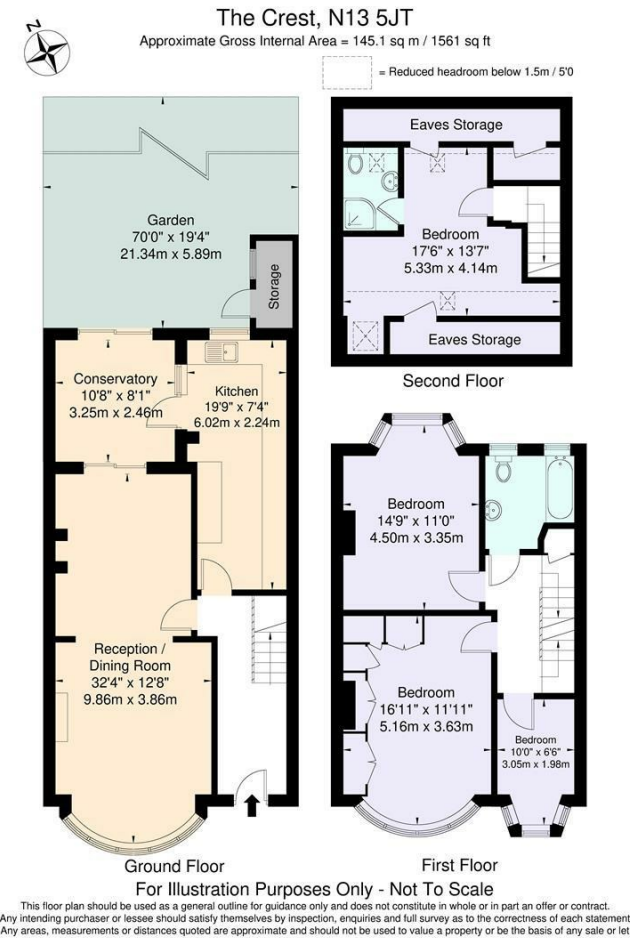 The Crest, N13 5JT
Approximate Gross Internal Area = 145.1 sq m / 1561 sq ft
N
= Reduced headroom below 1.5m / 5'0
Garden
70'0" x 19'4"
21.34m x 5.89m
Storage
Conservatory
10'8" x 8'1"
3.25m x 2.46m
Kitchen
19'9" x 7'4"
6.02m x 2.24m
Reception /
Dining Room
32'4" x 12'8"
9.86m x 3.86m
Ground Floor
Eaves Storage
Bedroom
17'6" x 13'7"
5.33m x 4.14m
Eaves Storage
Second Floor
Bedroom
14'9" x 11'0"
4.50m x 3.35m
Bedroom
16'11" x 11'11"
5.16m x 3.63m
Bedroom
10'0" x 6'6"
3.05m x 1.98m
First Floor
For Illustration Purposes Only - Not To Scale
This floor plan should be used as a general outline for guidance only and does not constitute in whole or in part an offer or contract.
Any intending purchaser or lessee should satisfy themselves by inspection, enquiries and full survey as to the correctness of each statement
Any areas, measurements or distances quoted are approximate and should not be used to value a property or be the basis of any sale or let